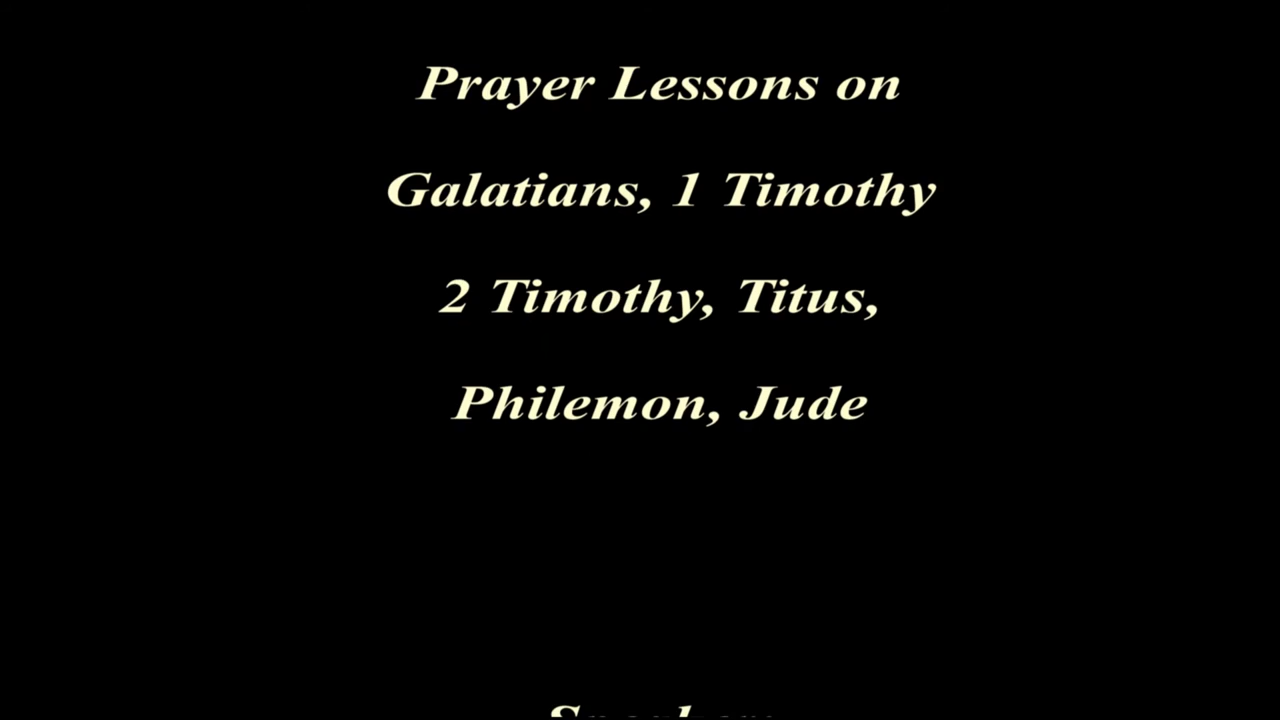 Prayer Lessons on
Galatians, 1 Timothy
2 Timothy, Titus,
Philemon, Jude